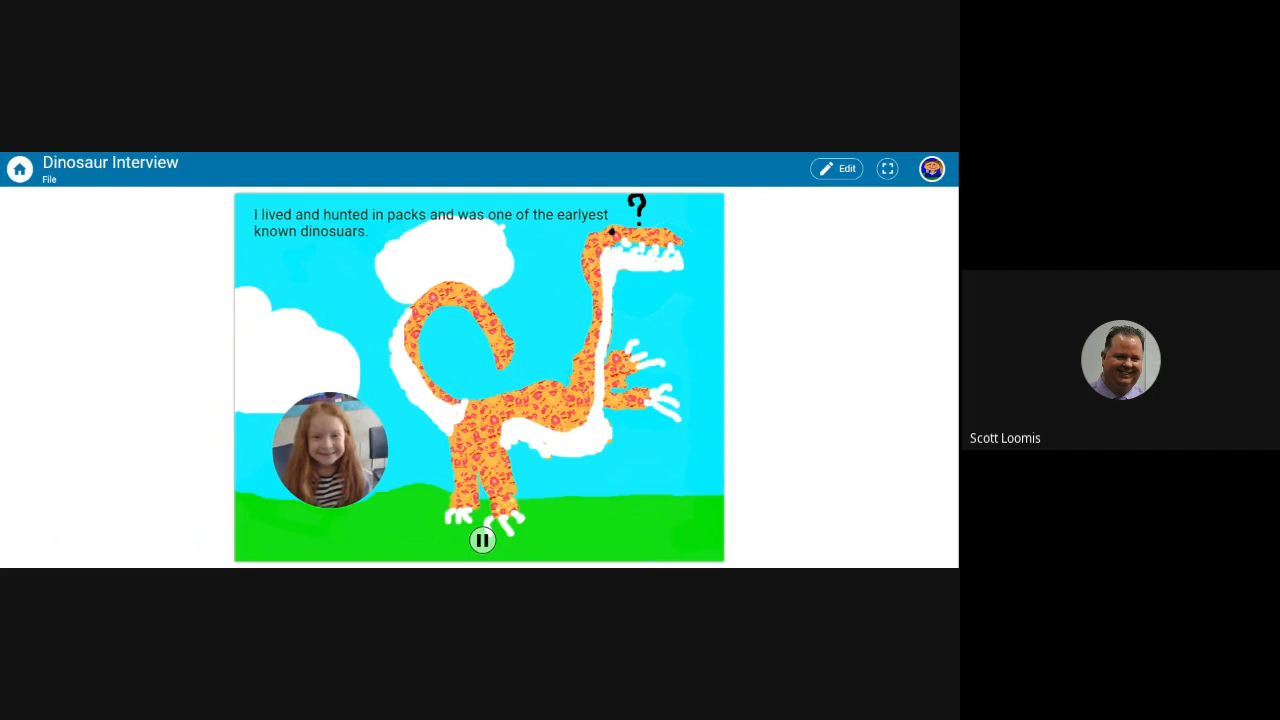 Dinosaur Interview
File
Edit
I lived and hunted in packs and was one of the earlyest
known dinosuars.
?
Scott Loomis